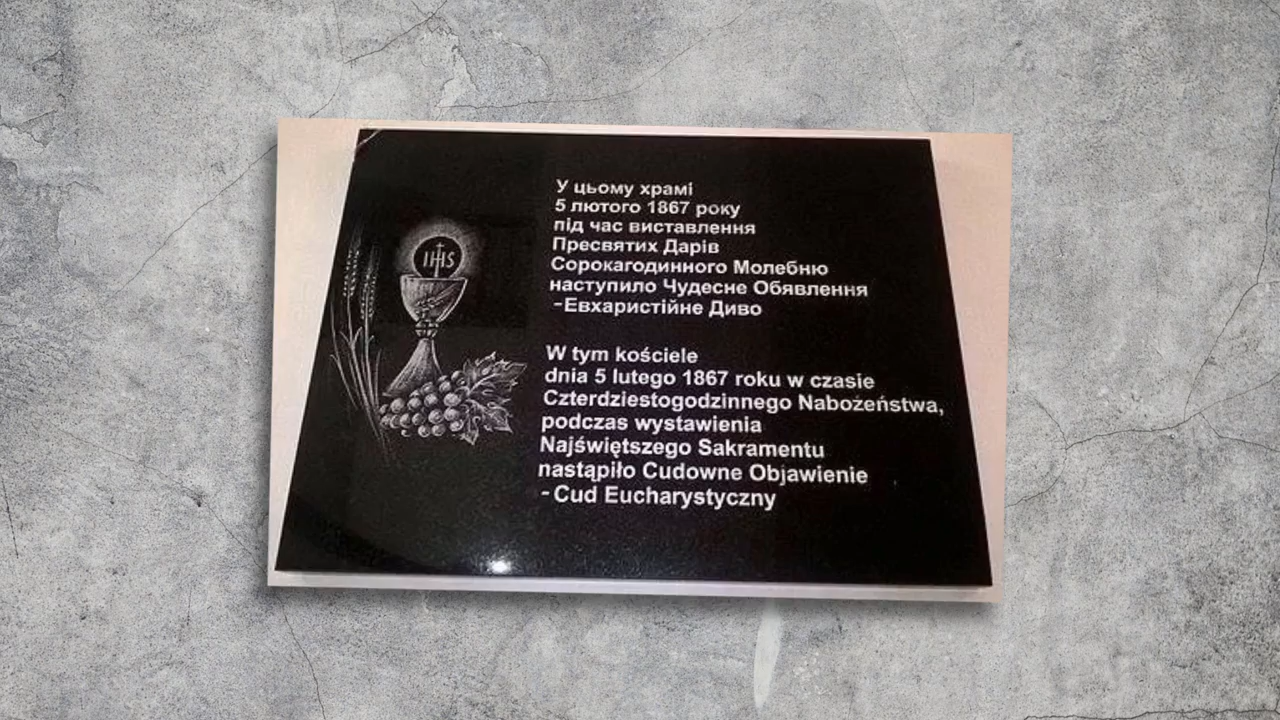 IHS
У цьому храмі
5 лютого 1867 року
під час виставлення
Пресвятих Дарів
Сорокагодинного Молебню
наступило Чудесне Обявлення
-Евхаристійне Диво
W tym kościele
dnia 5 lutego 1867 roku w czasie
Czterdziestogodzinnego Nabożeństwa,
podczas wystawienia
Najświętszego Sakramentu
nastąpiło Cudowne Objawienie
-Cud Eucharystyczny